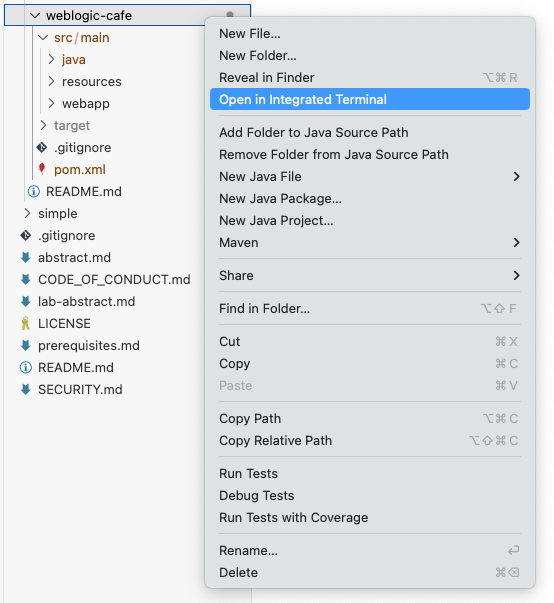 weblogic-cafe
src/main
java
resources
webapp
target
.gitignore
pom.xml
README.md
simple
.gitignore
abstract.md
CODE_OF_CONDUCT.md
lab-abstract.md
LICENSE
prerequisites.md
README.md
SECURITY.md
New File...
New Folder...
Reveal in Finder ⌥⌘R
Open in Integrated Terminal
Add Folder to Java Source Path
Remove Folder from Java Source Path
New Java File
New Java Package...
New Java Project...
Maven
Share
Find in Folder... ⌥⇧F
Cut ⌘X
Copy ⌘C
Paste ⌘V
Copy Path ⌥⌘C
Copy Relative Path ⌥⇧⌘C
Run Tests
Debug Tests
Run Tests with Coverage
Rename... ↩
Delete ⌘⌫